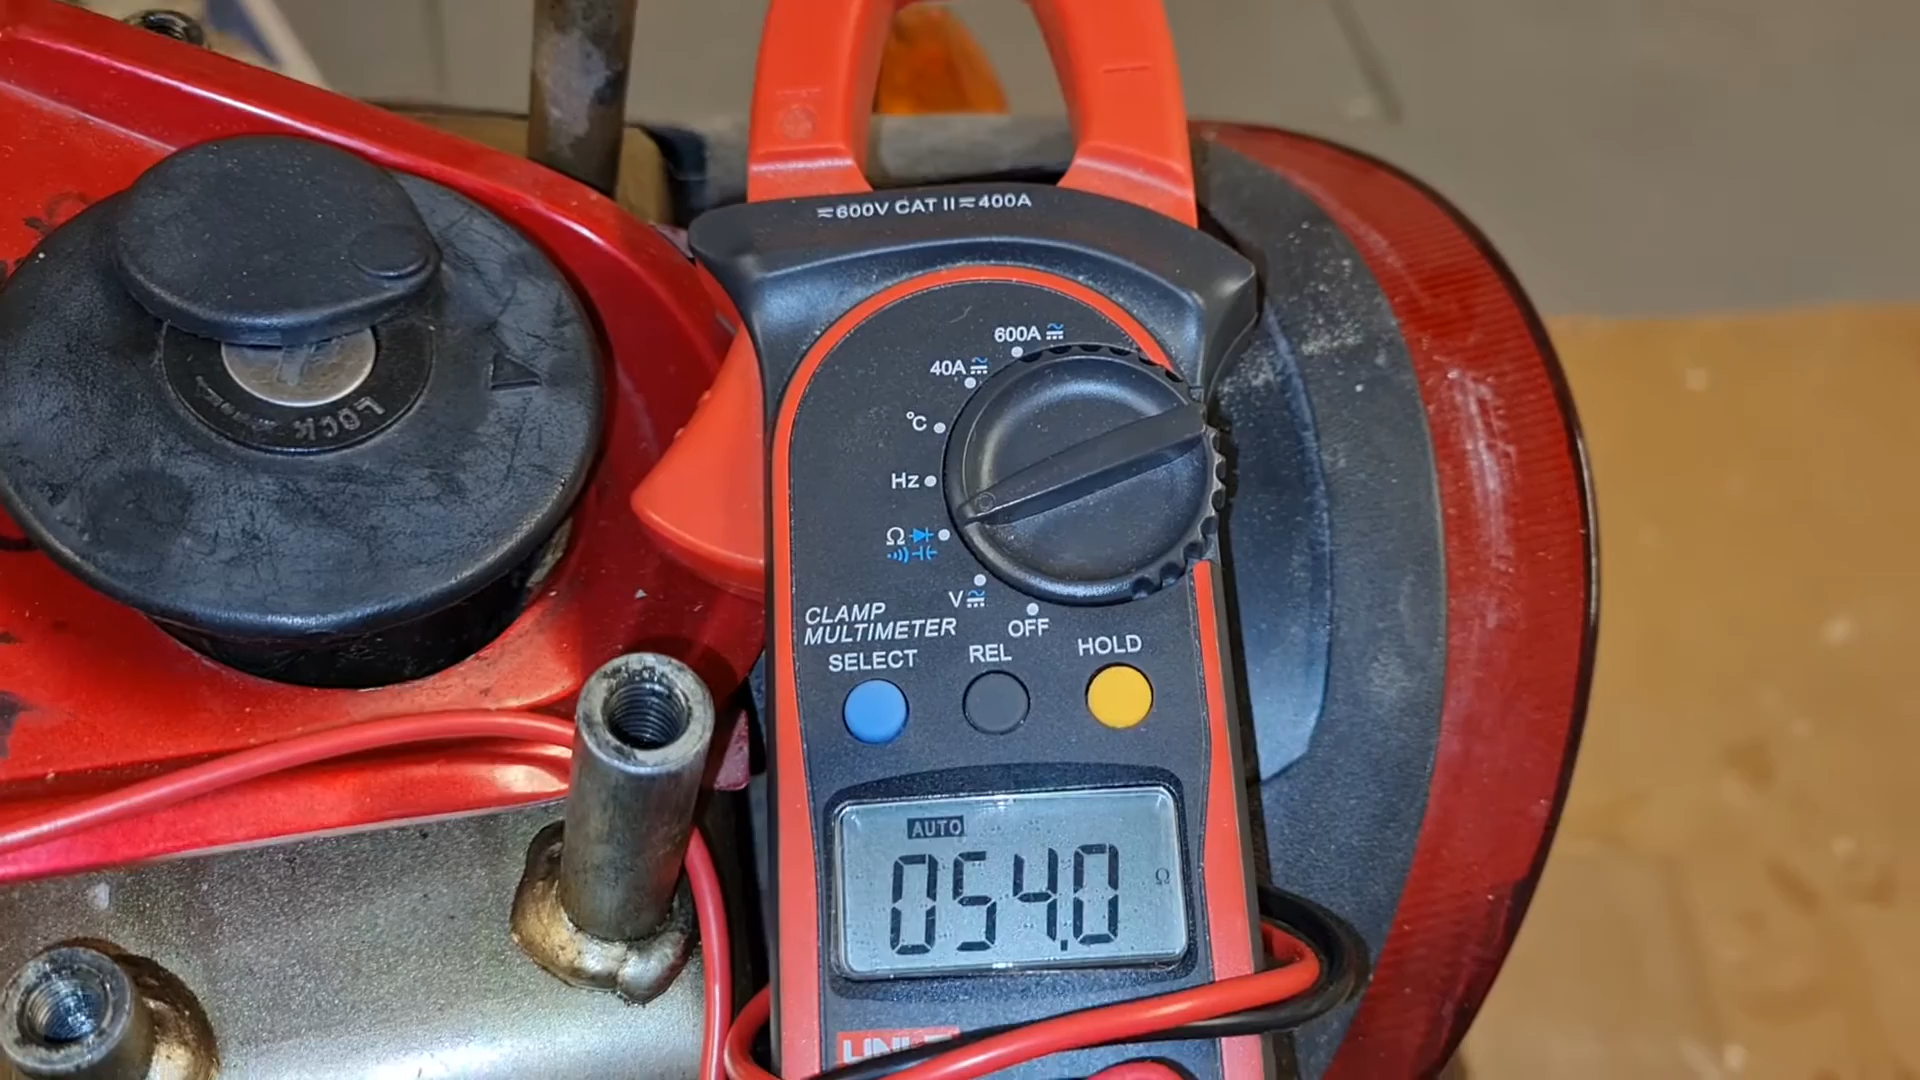 ≂600V CAT II≂400A
600A
40A
°C
Hz
Ω
V
OFF
CLAMP
MULTIMETER
SELECT
REL
HOLD
AUTO
054.0
Ω
LOCK